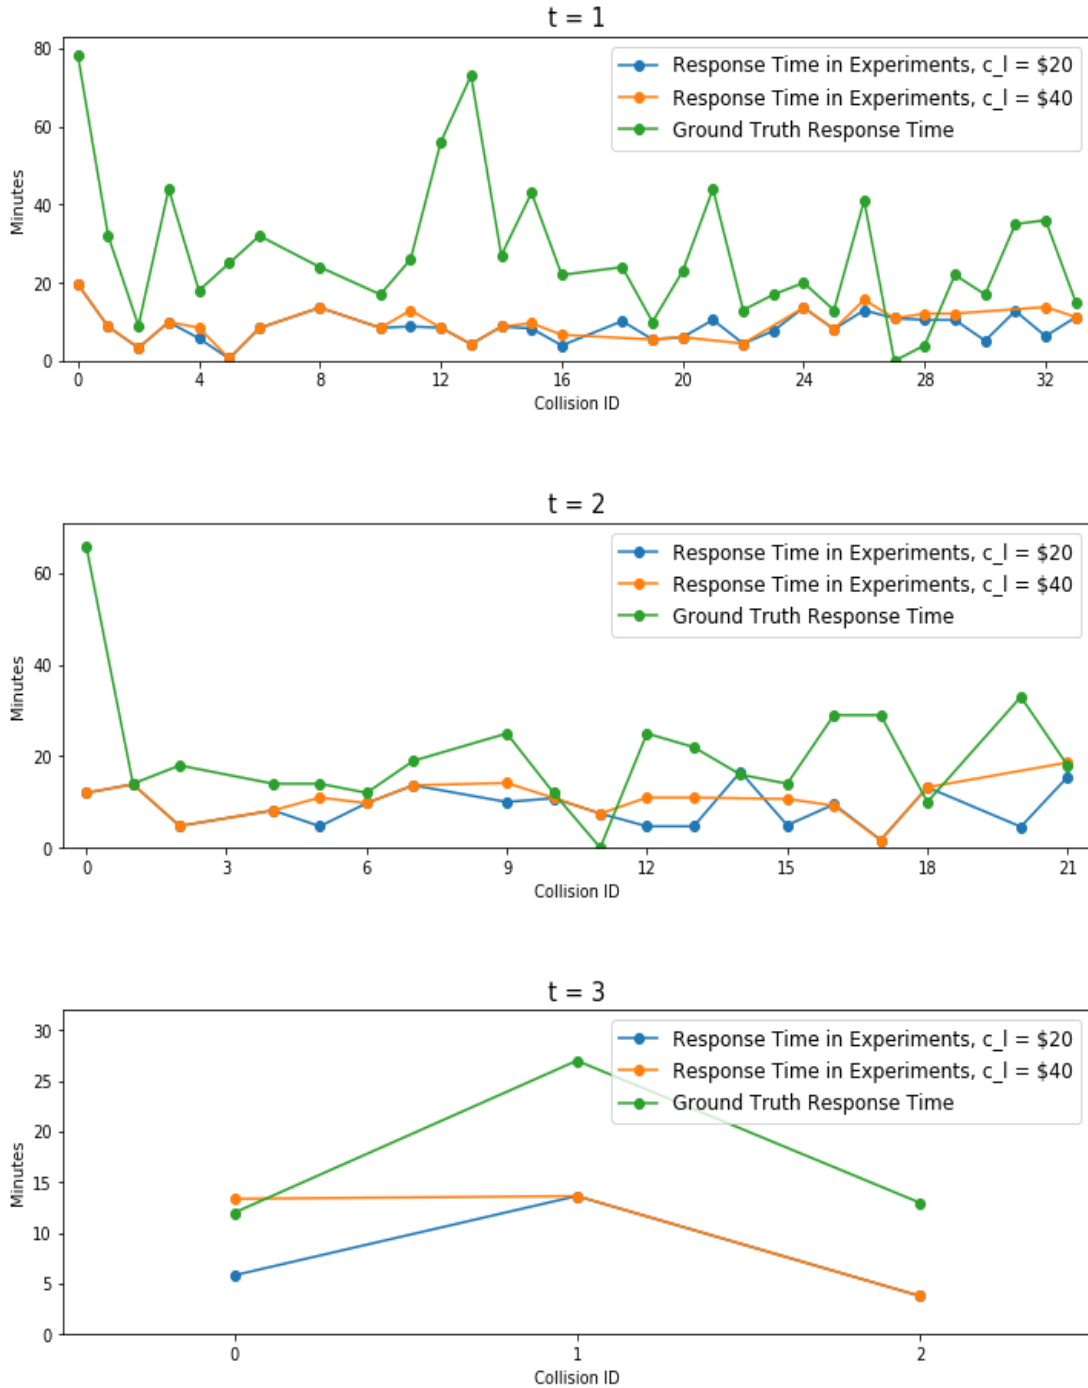 t = 1
80
60
40
20
0
Minutes
Response Time in Experiments, c_l = $20
Response Time in Experiments, c_l = $40
Ground Truth Response Time
0 4 8 12 16 20 24 28 32
Collision ID
t = 2
60
40
20
0
Minutes
Response Time in Experiments, c_l = $20
Response Time in Experiments, c_l = $40
Ground Truth Response Time
0 3 6 9 12 15 18 21
Collision ID
t = 3
30
25
20
15
10
5
0
Minutes
Response Time in Experiments, c_l = $20
Response Time in Experiments, c_l = $40
Ground Truth Response Time
0 1 2
Collision ID